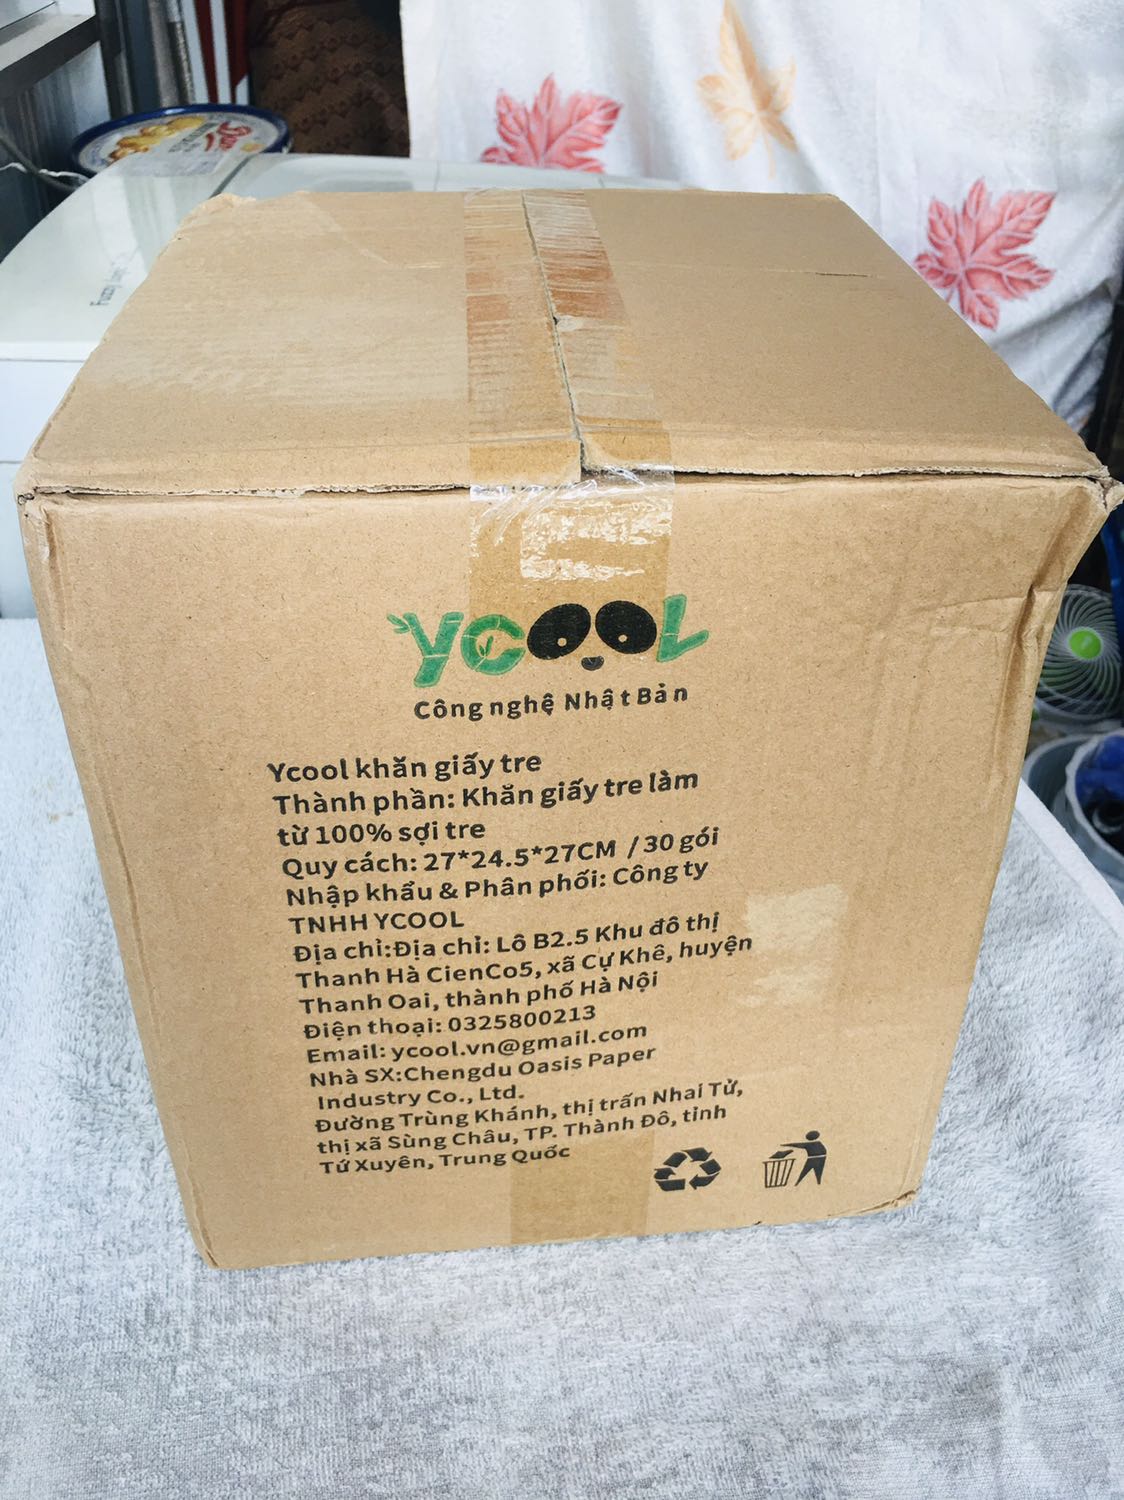 Fuzzy
YCOOL
Công nghệ Nhật Bản
Ycool khăn giấy tre
Thành phần: Khăn giấy tre làm
từ 100% sợi tre
Quy cách: 27*24.5*27CM / 30 gói
Nhập khẩu & Phân phối: Công ty
TNHH YCOOL
Địa chỉ:Địa chỉ: Lô B2.5 Khu đô thị
Thanh Hà CienCo5, xã Cự Khê, huyện
Thanh Oai, thành phố Hà Nội
Điện thoại: 0325800213
Email: ycool.vn@gmail.com
Nhà SX:Chengdu Oasis Paper
Industry Co., Ltd.
Đường Trùng Khánh, thị trấn Nhai Tử,
thị xã Sùng Châu, TP. Thành Đô, tỉnh
Tứ Xuyên, Trung Quốc